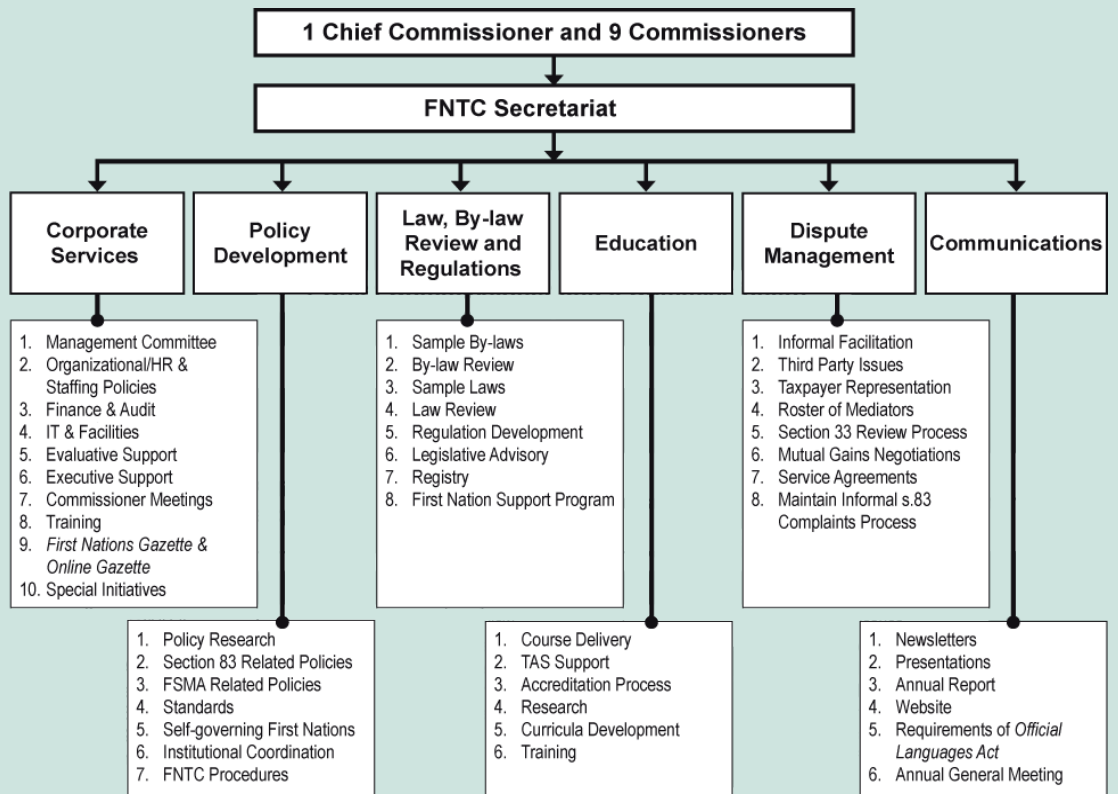 1 Chief Commissioner and 9 Commissioners
FNTC Secretariat
Corporate
Services
Policy
Development
Law, By-law
Review and
Regulations
Education
Dispute
Management
Communications
1. Management Committee
2. Organizational/HR &
Staffing Policies
3. Finance & Audit
4. IT & Facilities
5. Evaluative Support
6. Executive Support
7. Commissioner Meetings
8. Training
9. First Nations Gazette &
Online Gazette
10. Special Initiatives
1. Sample By-laws
2. By-law Review
3. Sample Laws
4. Law Review
5. Regulation Development
6. Legislative Advisory
7. Registry
8. First Nation Support Program
1. Informal Facilitation
2. Third Party Issues
3. Taxpayer Representation
4. Roster of Mediators
5. Section 33 Review Process
6. Mutual Gains Negotiations
7. Service Agreements
8. Maintain Informal s.83
Complaints Process
1. Policy Research
2. Section 83 Related Policies
3. FSMA Related Policies
4. Standards
5. Self-governing First Nations
6. Institutional Coordination
7. FNTC Procedures
1. Course Delivery
2. TAS Support
3. Accreditation Process
4. Research
5. Curricula Development
6. Training
1. Newsletters
2. Presentations
3. Annual Report
4. Website
5. Requirements of Official
Languages Act
6. Annual General Meeting